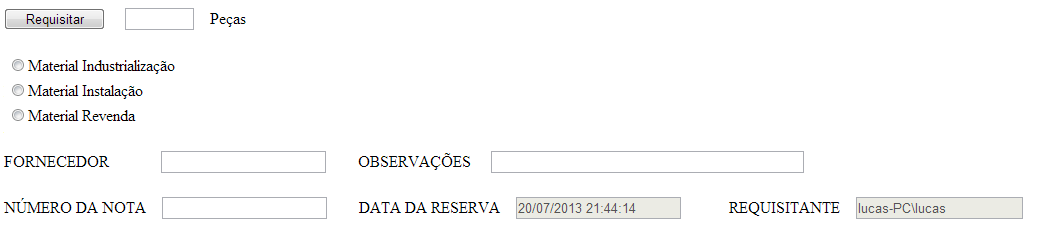 Requisitar Peças
Material Industrialização
Material Instalação
Material Revenda
FORNECEDOR OBSERVAÇÕES
NÚMERO DA NOTA DATA DA RESERVA 20/07/2013 21:44:14 REQUISITANTE lucas-PC\lucas